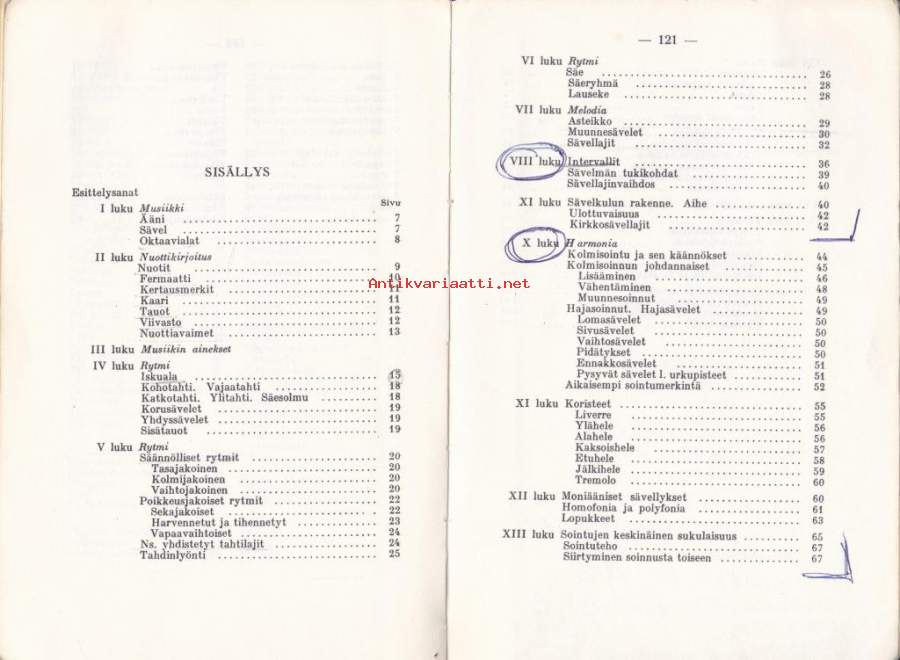 SISÄLLYS
Esittelysanat
Sivu
I luku Musiikki
Ääni 7
Sävel 7
Oktaavialat 8
II luku Nuottikirjoitus
Nuotit 9
Fermaatti 10
Kertausmerkit 11
Kaari 11
Tauot 12
Viivasto 12
Nuottiavaimet 13
III luku Musiikin ainekset
IV luku Rytmi
Iskuala 15
Kohotahti. Vajaatahti 18
Katkotahti. Ylitahti. Säesolmu 18
Korusävelet 19
Yhdyssävelet 19
Sisätauot 19
V luku Rytmi
Säännölliset rytmit 20
Tasajakoinen 20
Kolmijakoinen 20
Vaihtojakoinen 20
Poikkeusjakoiset rytmit 22
Sekajakoiset 22
Harvennetut ja tihennetyt 23
Vapaavaihtoiset 24
Ns. yhdistetyt tahtilajit 24
Tahdinlyönti 25
Antikvariaatti.net
— 121 —
VI luku Rytmi
Säe 26
Säeryhmä 28
Lauseke 28
VII luku Melodia
Asteikko 29
Muunnesävelet 30
Sävellajit 32
VIII luku Intervallit 36
Sävelmän tukikohdat 39
Sävellajinvaihdos 40
XI luku Sävelkulun rakenne. Aihe 40
Ulottuvaisuus 42
Kirkkosävellajit 42
X luku Harmonia
Kolmisointu ja sen käännökset 44
Kolmisoinnun johdannaiset 45
Lisääminen 46
Vähentäminen 48
Muunnesoinnut 49
Hajasoinnut. Hajasävelet 49
Lomasävelet 50
Sivusävelet 50
Vaihtosävelet 50
Pidätykset 50
Ennakkosävelet 51
Pysyvät sävelet l. urkupisteet 51
Aikaisempi sointumerkintä 52
XI luku Koristeet 55
Liverre 55
Ylähele 56
Alahele 56
Kaksoishele 57
Etuhele 58
Jälkihele 59
Tremolo 60
XII luku Moniääniset sävellykset 60
Homofonia ja polyfonia 61
Lopukkeet 63
XIII luku Sointujen keskinäinen sukulaisuus 65
Sointuteho 67
Siirtyminen soinnusta toiseen 67